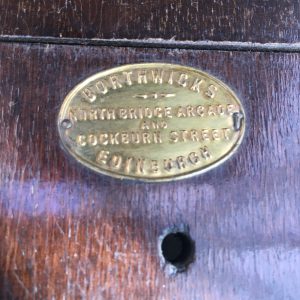 BORTHWICKS
NORTH BRIDGE ARCADE
AND
COCKBURN STREET
EDINBURGH